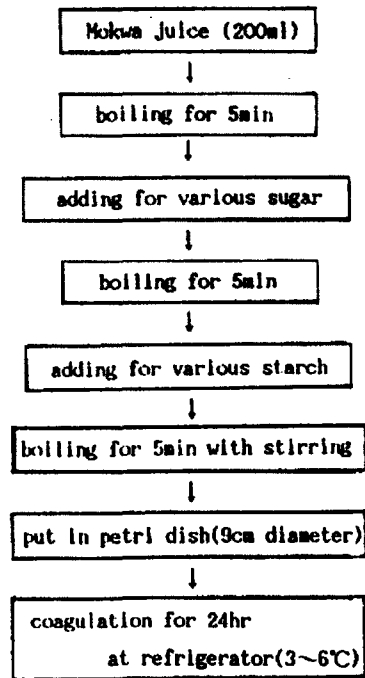 Mokwa juice (200ml)
↓
boiling for 5min
↓
adding for various sugar
↓
boiling for 5min
↓
adding for various starch
↓
boiling for 5min with stirring
↓
put in petri dish(9cm diameter)
↓
coagulation for 24hr
at refrigerator(3～6℃)